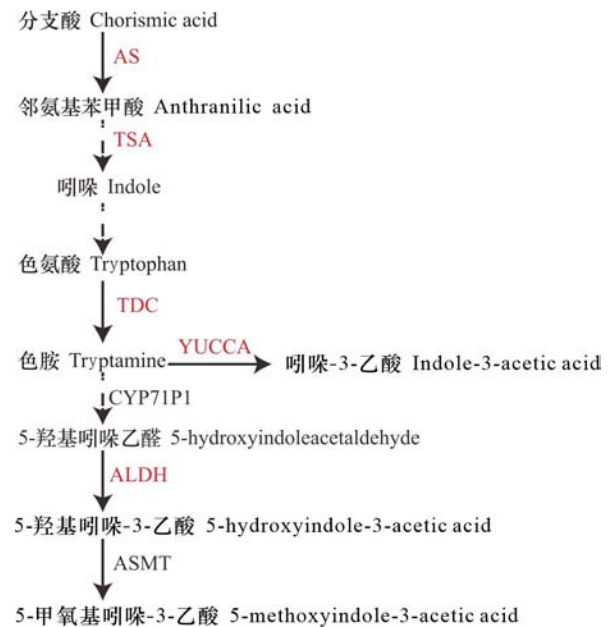 分支酸 Chorismic acid
AS
邻氨基苯甲酸 Anthranilic acid
TSA
吲哚 Indole
色氨酸 Tryptophan
TDC
YUCCA
色胺 Tryptamine
吲哚-3-乙酸 Indole-3-acetic acid
CYP71P1
5-羟基吲哚乙醛 5-hydroxyindoleacetaldehyde
ALDH
5-羟基吲哚-3-乙酸 5-hydroxyindole-3-acetic acid
ASMT
5-甲氧基吲哚-3-乙酸 5-methoxyindole-3-acetic acid